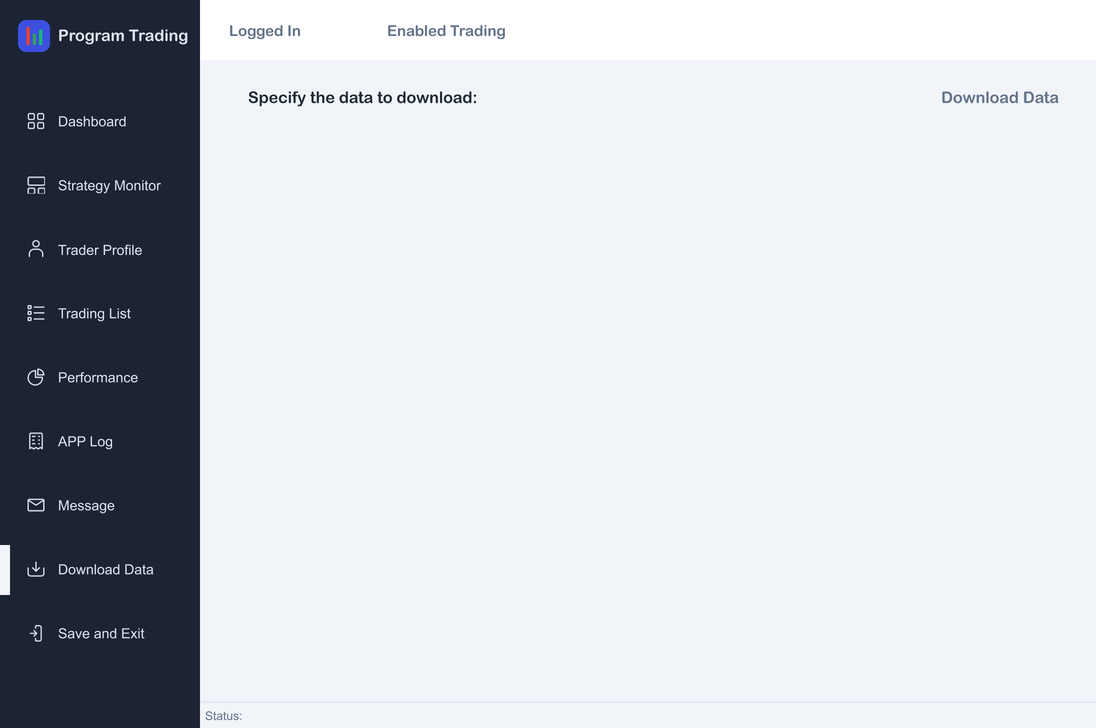 Program Trading
Logged In
Enabled Trading
Specify the data to download:
Download Data
Dashboard
Strategy Monitor
Trader Profile
Trading List
Performance
APP Log
Message
Download Data
Save and Exit
Status: